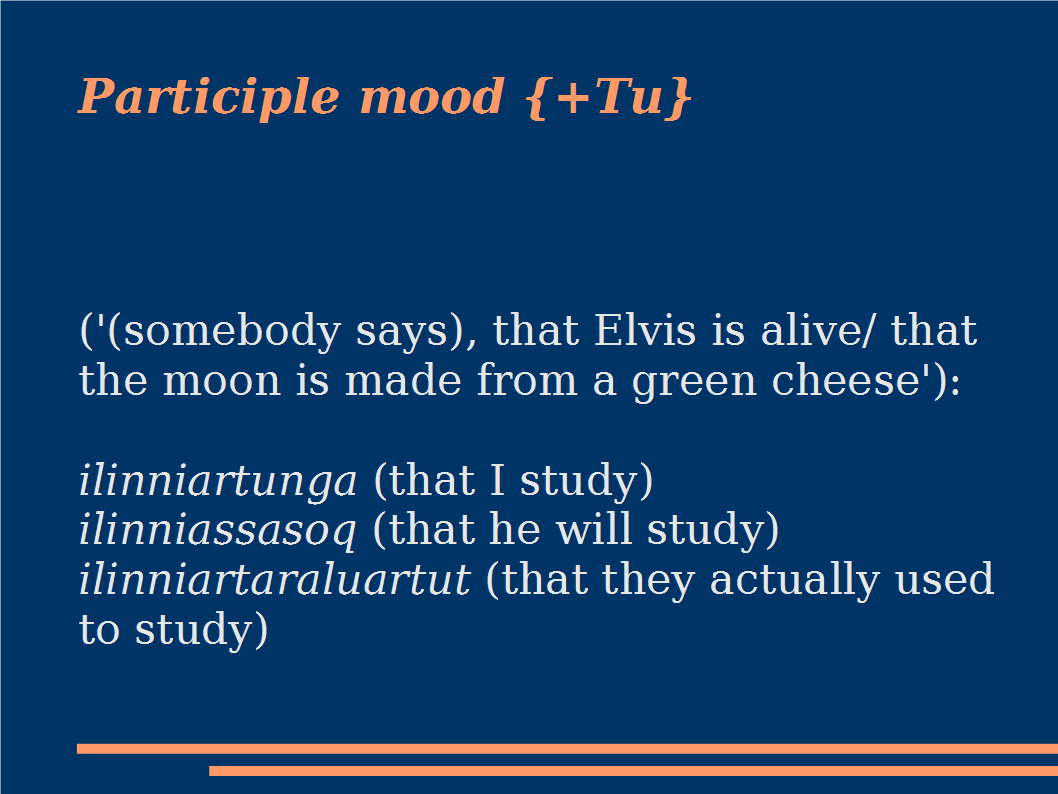 Participle mood {+Tu}
('(somebody says), that Elvis is alive/ that
the moon is made from a green cheese'):
ilinniartunga (that I study)
ilinniassasoq (that he will study)
ilinniartaraluartut (that they actually used
to study)